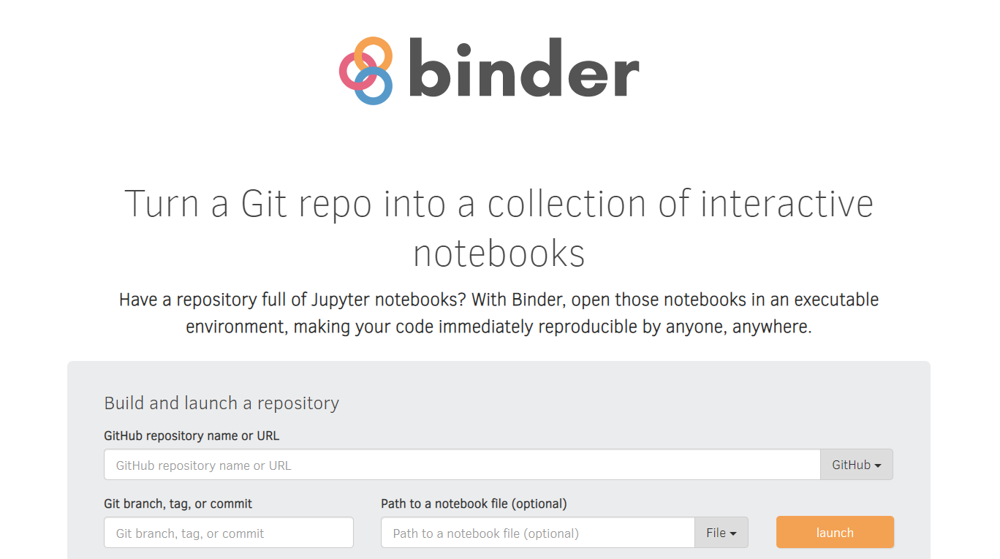 binder
Turn a Git repo into a collection of interactive
notebooks
Have a repository full of Jupyter notebooks? With Binder, open those notebooks in an executable
environment, making your code immediately reproducible by anyone, anywhere.
Build and launch a repository
GitHub repository name or URL
GitHub repository name or URL GitHub
Git branch, tag, or commit Path to a notebook file (optional)
Git branch, tag, or commit Path to a notebook file (optional) File launch